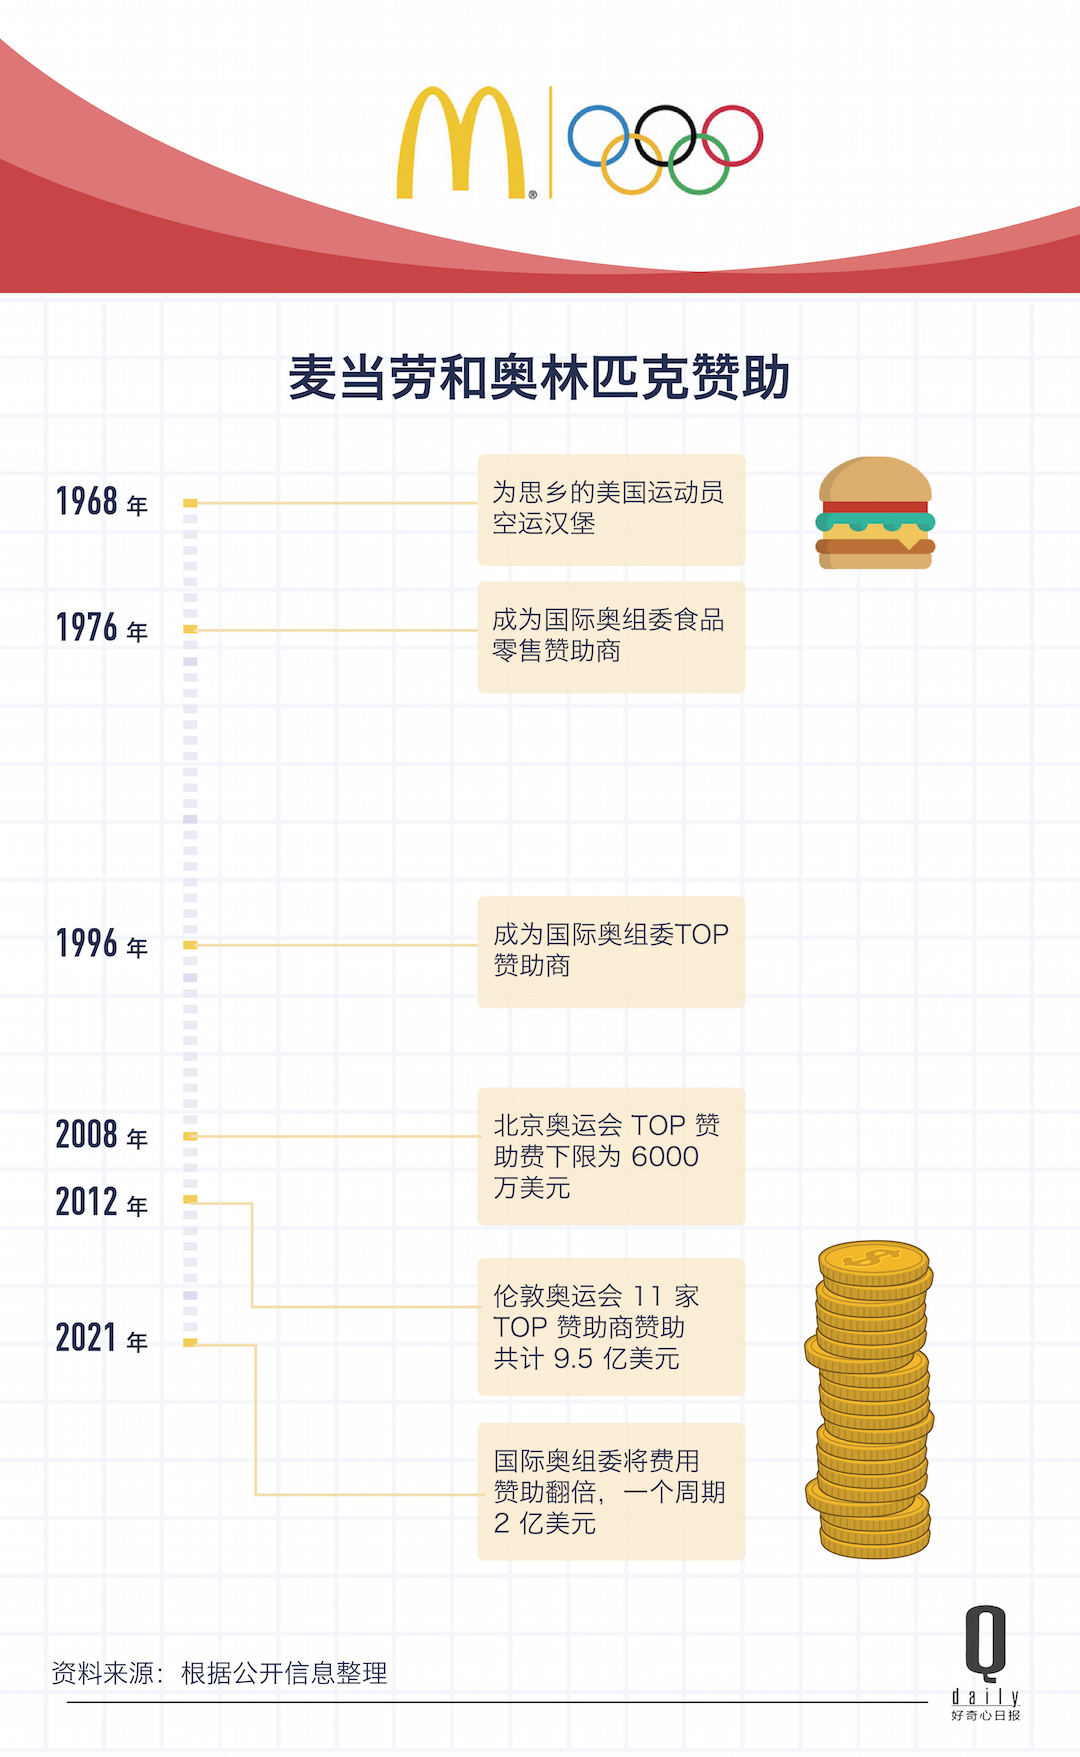 麦当劳和奥林匹克赞助
1968 年
为思乡的美国运动员
空运汉堡
1976 年
成为国际奥组委食品
零售赞助商
1996 年
成为国际奥组委TOP
赞助商
2008 年
北京奥运会 TOP 赞
助费下限为 6000
万美元
2012 年
伦敦奥运会 11 家
TOP 赞助商赞助
共计 9.5 亿美元
2021 年
国际奥组委将费用
赞助翻倍，一个周期
2 亿美元
资料来源：根据公开信息整理
Q
daily
好奇心日报